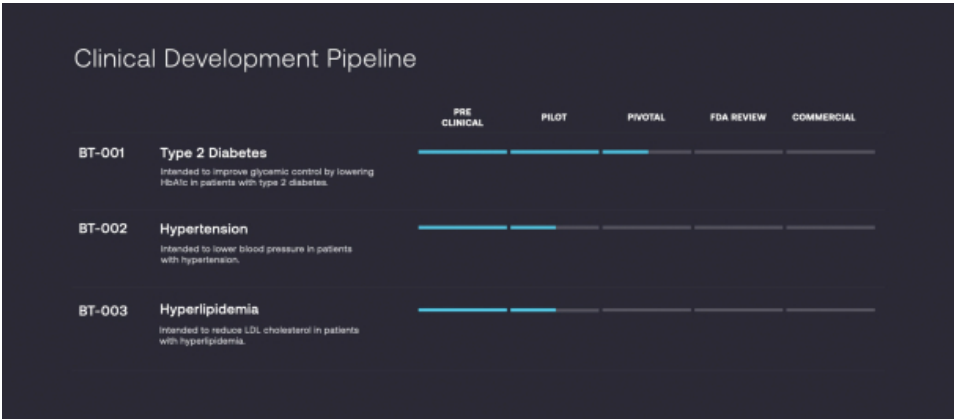 Clinical Development Pipeline
PRE
CLINICAL
PILOT
PIVOTAL
FDA REVIEW
COMMERCIAL
BT-001
Type 2 Diabetes
Intended to improve glycemic control by lowering
HbA1c in patients with type 2 diabetes.
BT-002
Hypertension
Intended to lower blood pressure in patients
with hypertension.
BT-003
Hyperlipidemia
Intended to reduce LDL cholesterol in patients
with hyperlipidemia.